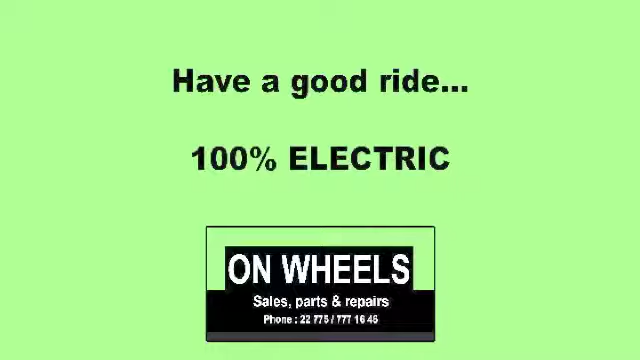 Have a good ride...
100% ELECTRIC
ON WHEELS
Sales, parts & repairs
Phone : 22 775 / 777 16 46